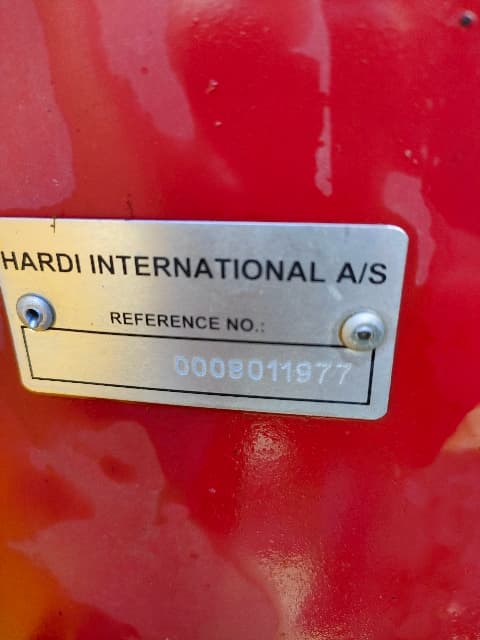 HARDI INTERNATIONAL A/S
REFERENCE NO.:
0008011977